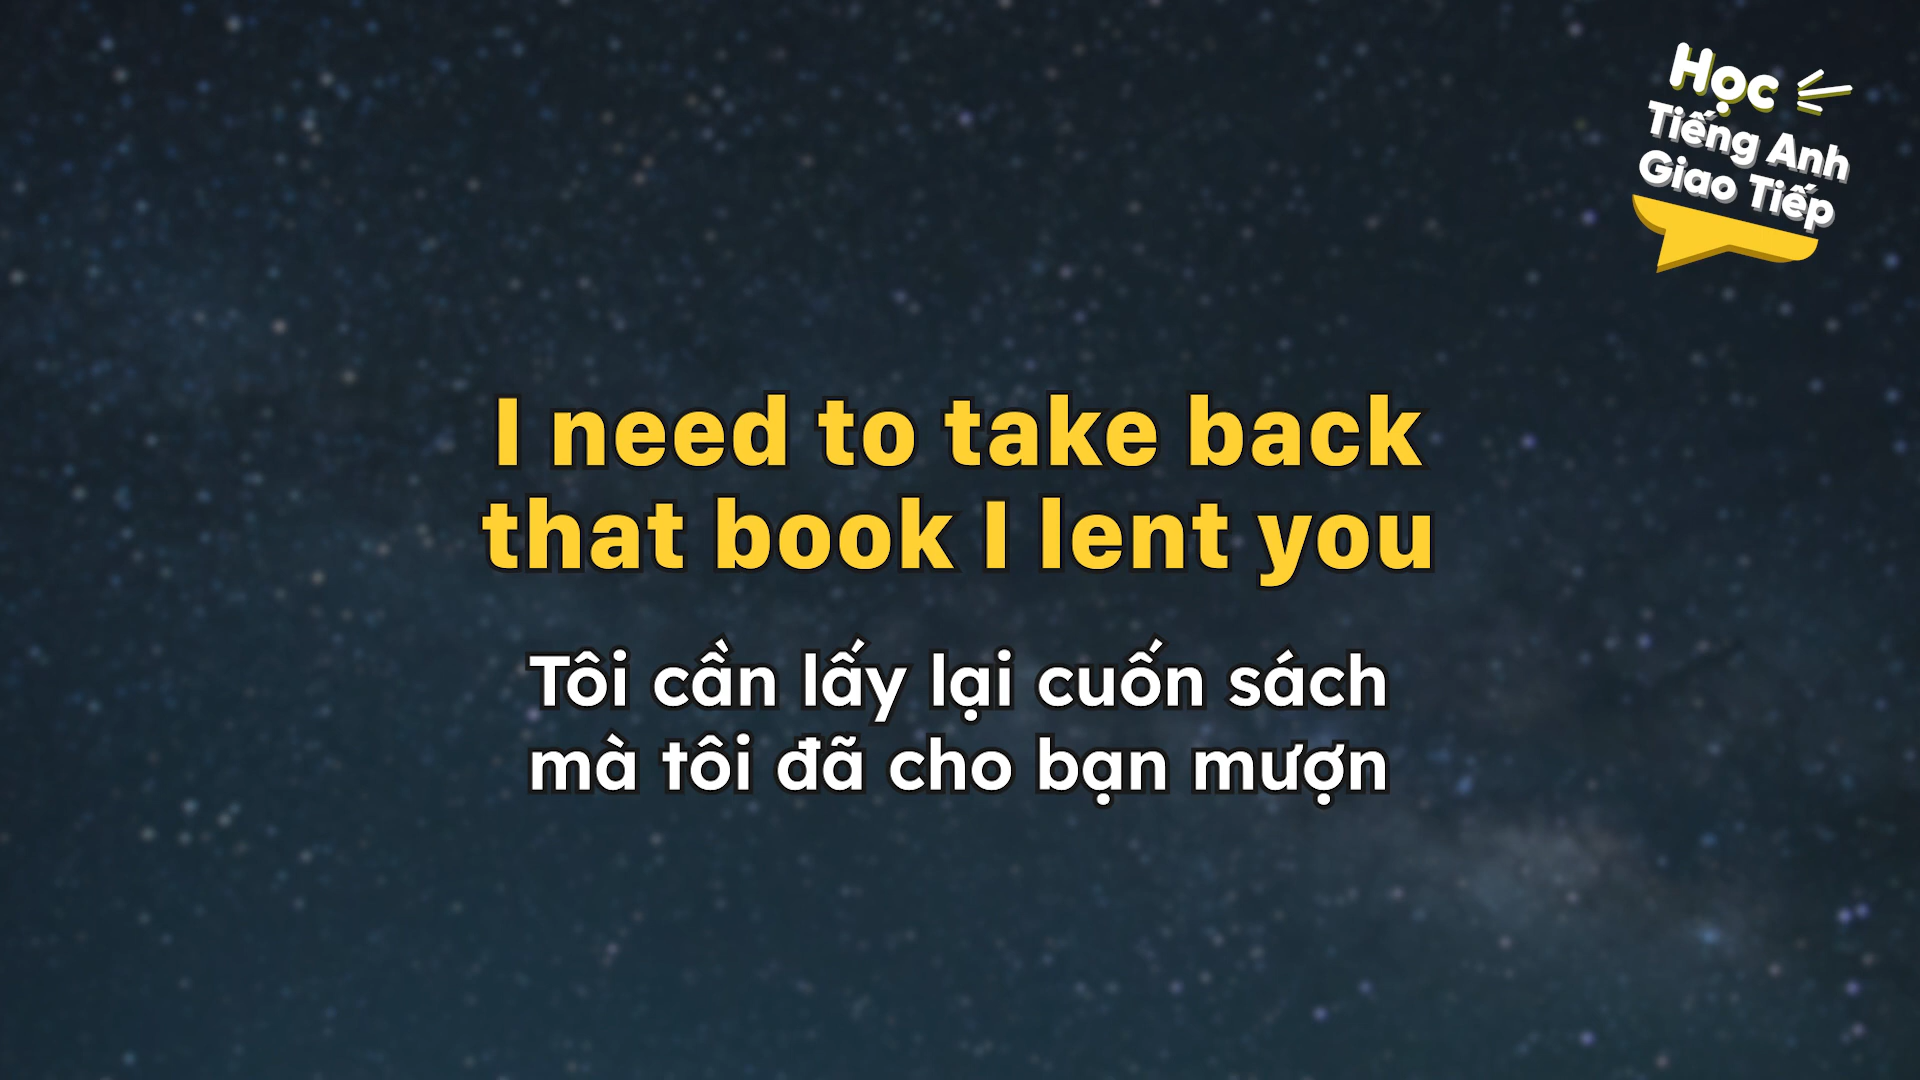 Học
Tiếng Anh
Giao Tiếp
I need to take back
that book I lent you
Tôi cần lấy lại cuốn sách
mà tôi đã cho bạn mượn